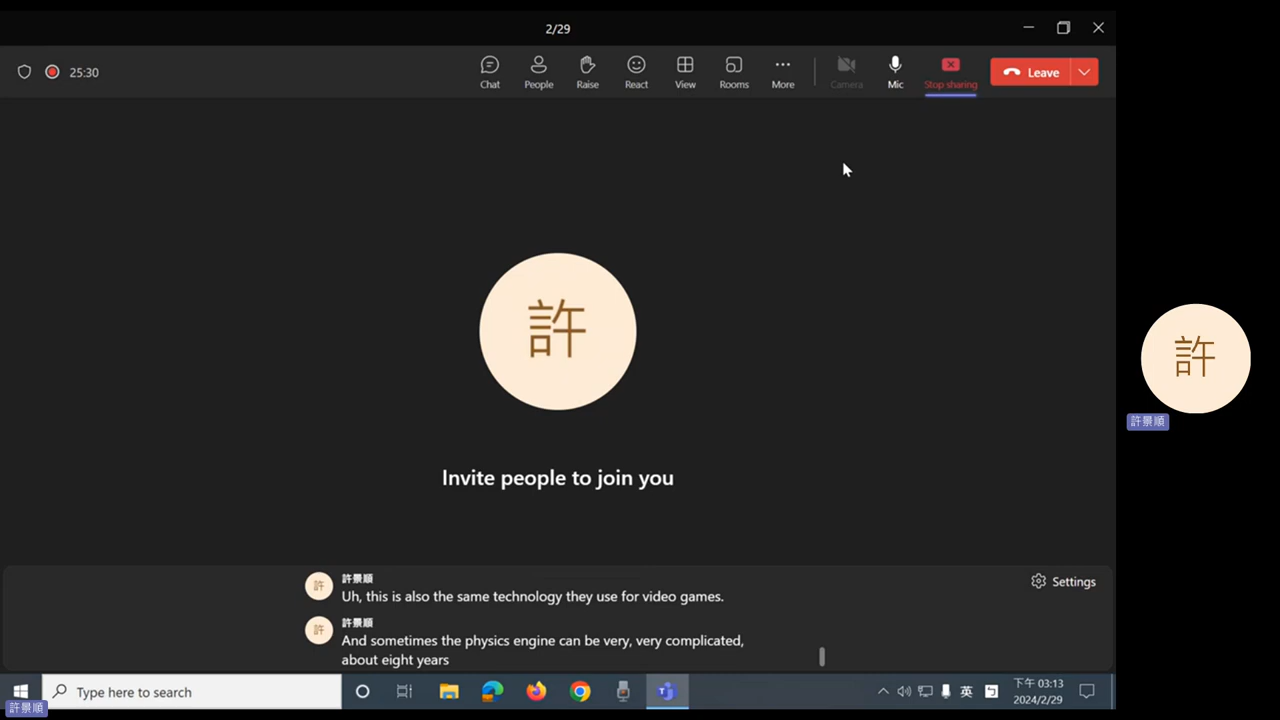 2/29
25:30
Chat
People
Raise
React
View
Rooms
More
Camera
Mic
Stop sharing
Leave
許
許
許景順
Invite people to join you
許
許景順
Uh, this is also the same technology they use for video games.
Settings
許
許景順
And sometimes the physics engine can be very, very complicated,
about eight years
Type here to search
英
ㄅ
下午 03:13
2024/2/29
許景順